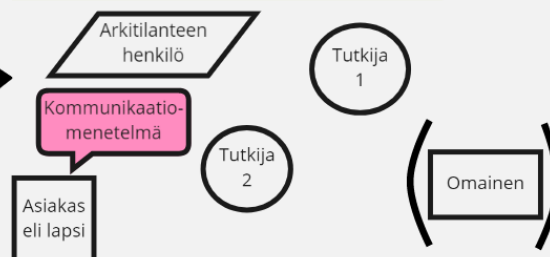 Arkitilanteen
henkilö
Tutkija
1
Kommunikaatio-
menetelmä
Tutkija
2
Omainen
Asiakas
eli lapsi